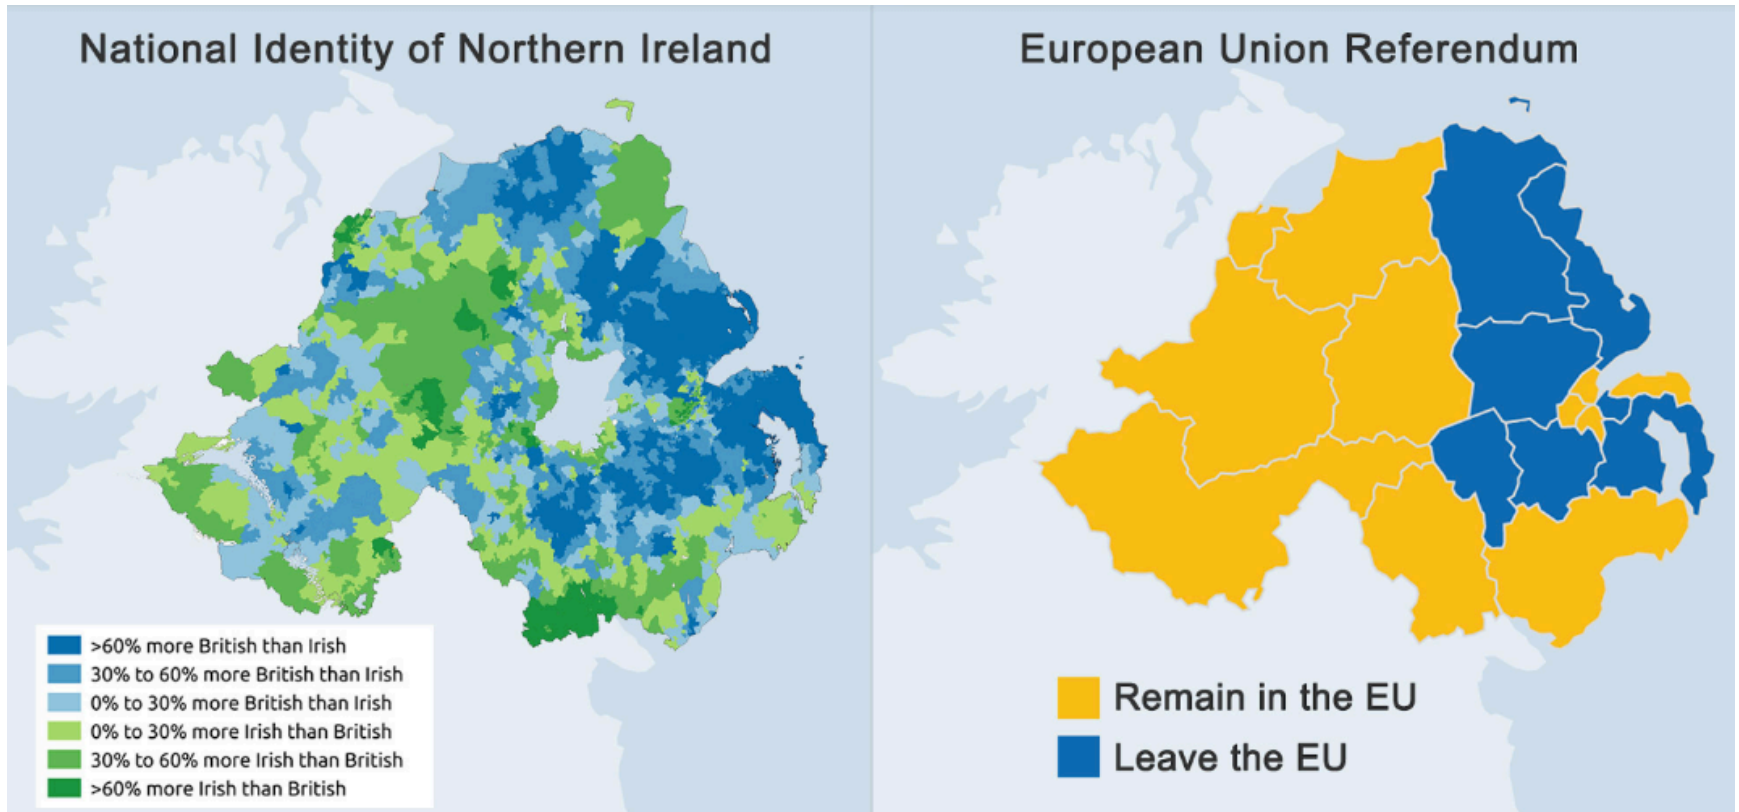 National Identity of Northern Ireland
>60% more British than Irish
30% to 60% more British than Irish
0% to 30% more British than Irish
0% to 30% more Irish than British
30% to 60% more Irish than British
>60% more Irish than British
European Union Referendum
Remain in the EU
Leave the EU